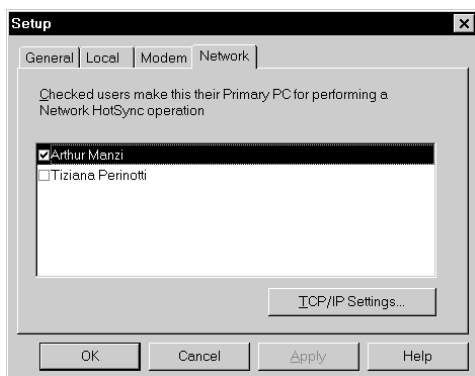 Setup
General Local Modem Network
Checked users make this their Primary PC for performing a
Network HotSync operation
Arthur Manzi
Tiziana Perinotti
TCP/IP Settings...
OK Cancel Apply Help